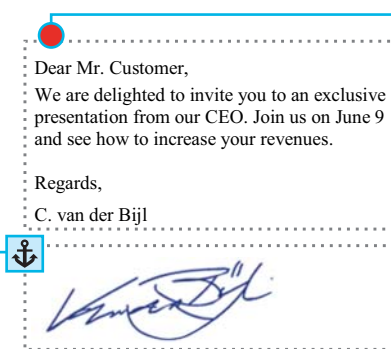 Dear Mr. Customer,
We are delighted to invite you to an exclusive
presentation from our CEO. Join us on June 9
and see how to increase your revenues.
Regards,
C. van der Bijl